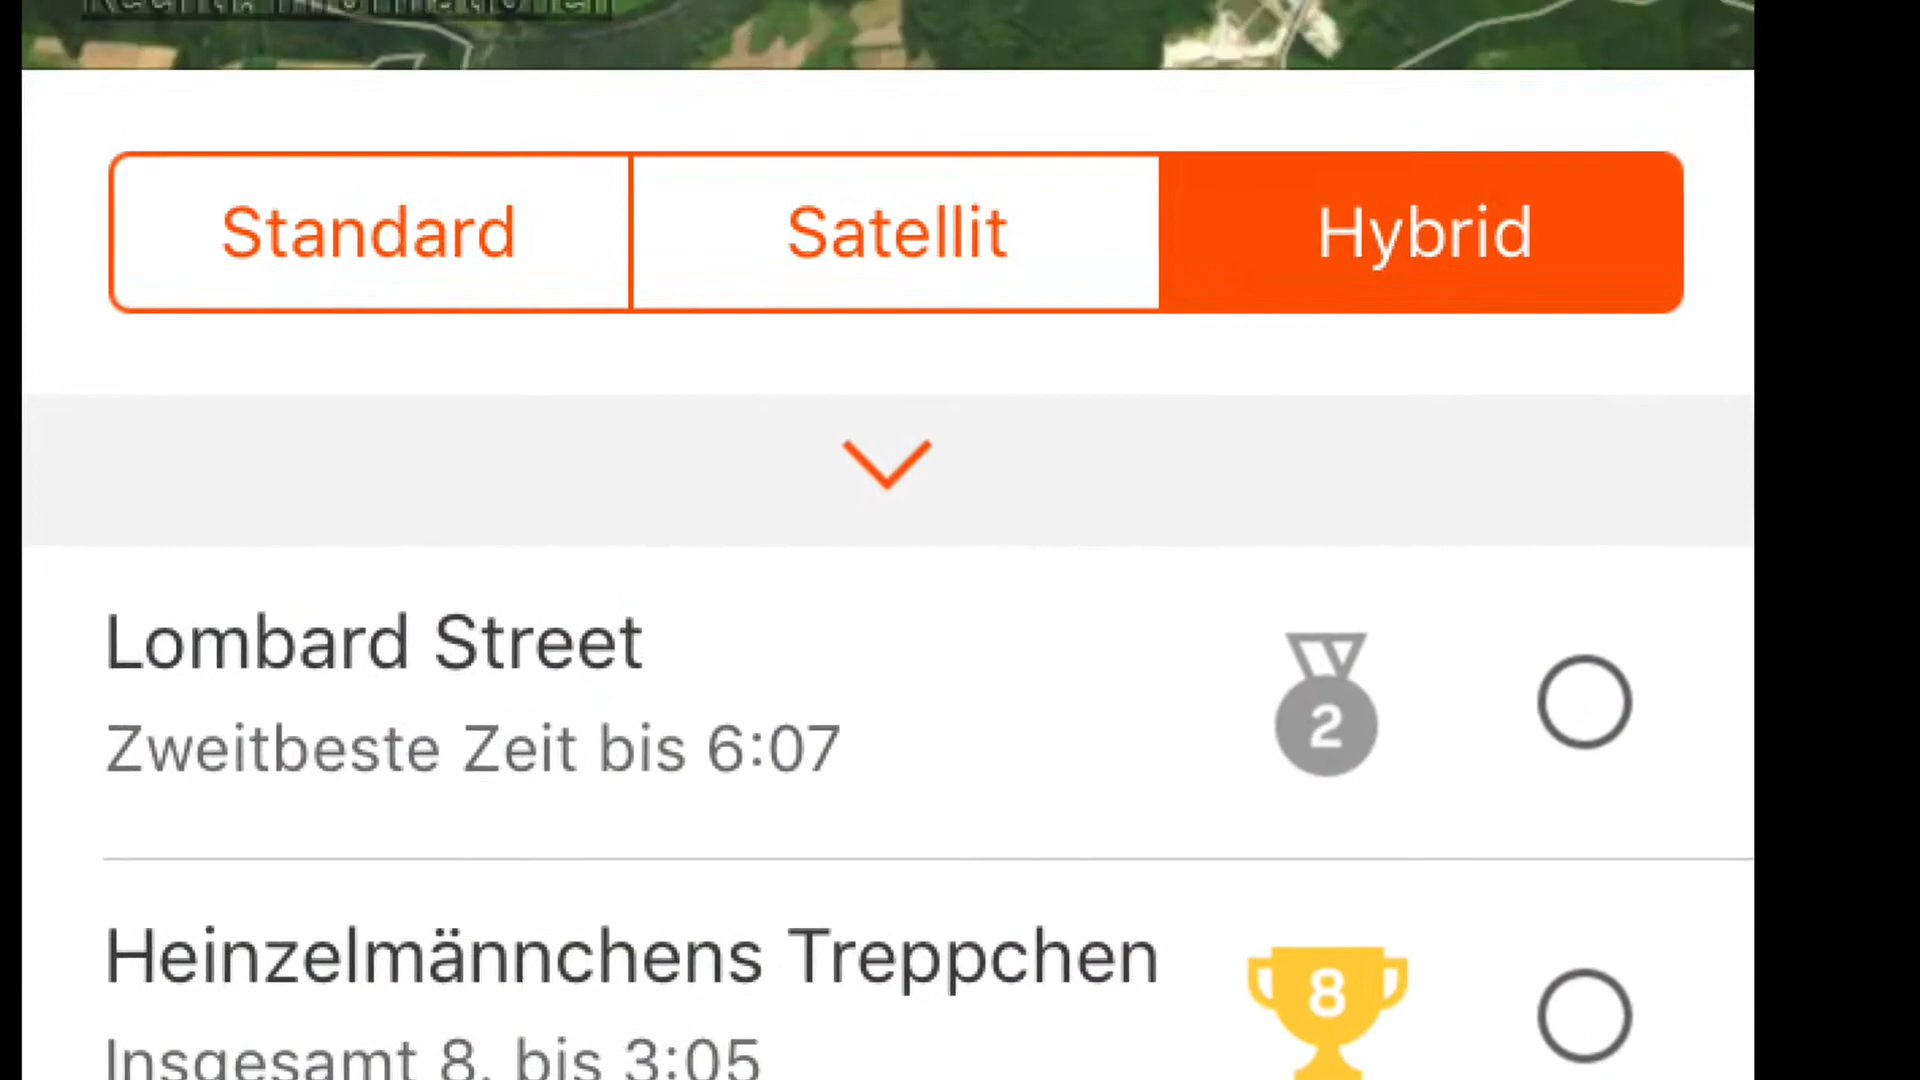 Standard
Satellit
Hybrid
Lombard Street
Zweitbeste Zeit bis 6:07
2
Heinzelmännchens Treppchen
8
Insgesamt 8. bis 3:05